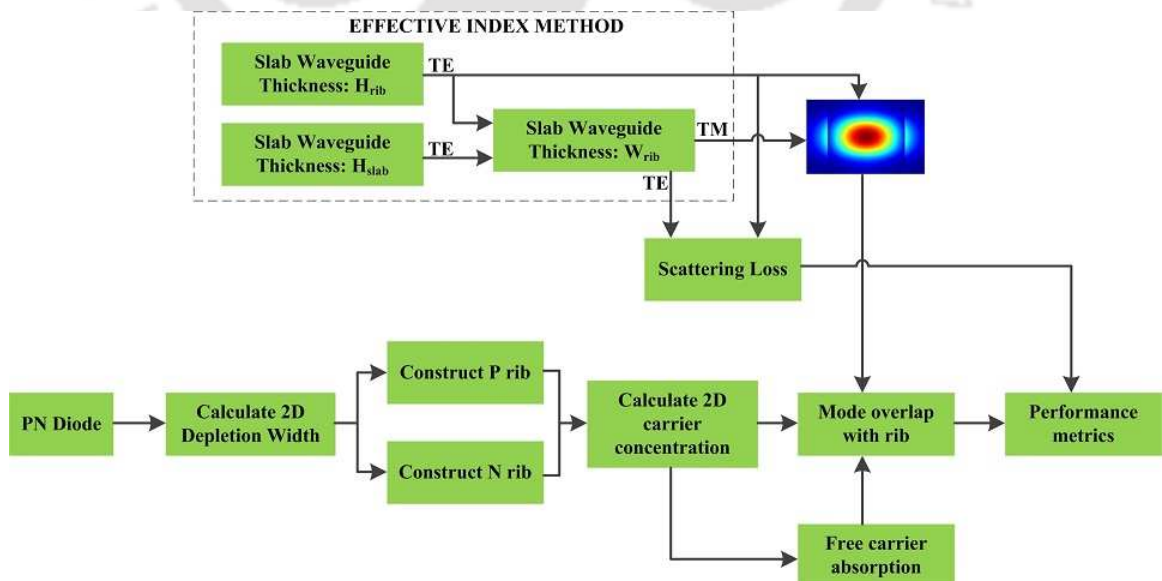 EFFECTIVE INDEX METHOD
Slab Waveguide
Thickness: Hrib
TE
Slab Waveguide
Thickness: Hslab
TE
Slab Waveguide
Thickness: Wrib
TM
TE
Scattering Loss
PN Diode
Calculate 2D
Depletion Width
Construct P rib
Construct N rib
Calculate 2D
carrier
concentration
Mode overlap
with rib
Performance
metrics
Free carrier
absorption